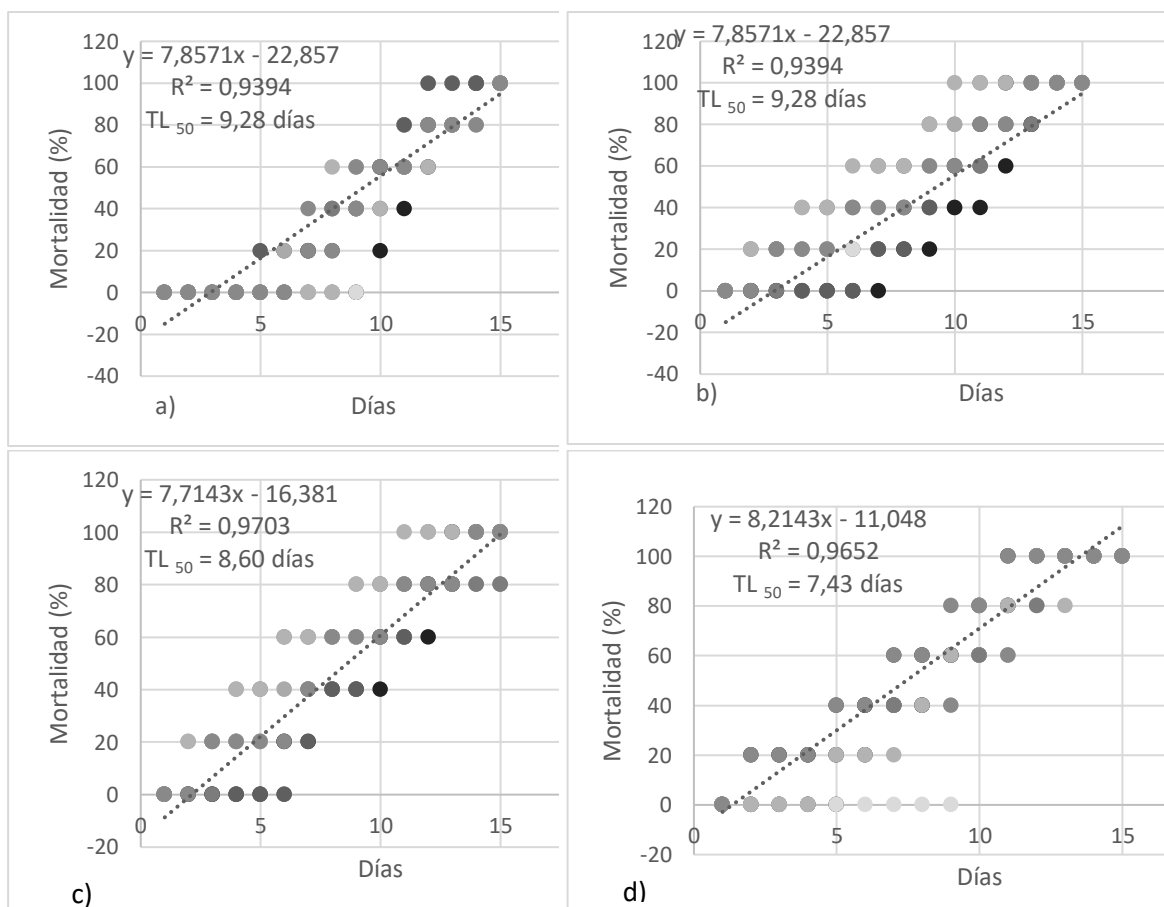 y = 7,8571x - 22,857
R² = 0,9394
TL 50 = 9,28 días
120
100
80
60
40
20
0
-20
-40
0
5
10
15
Mortalidad (%)
Días
a)
y = 7,8571x - 22,857
R² = 0,9394
TL 50 = 9,28 días
120
100
80
60
40
20
0
-20
-40
0
5
10
15
Mortalidad (%)
Días
b)
y = 7,7143x - 16,381
R² = 0,9703
TL 50 = 8,60 días
120
100
80
60
40
20
0
-20
0
5
10
15
Mortalidad (%)
Días
c)
y = 8,2143x - 11,048
R² = 0,9652
TL 50 = 7,43 días
120
100
80
60
40
20
0
-20
0
5
10
15
Mortalidad (%)
Días
d)